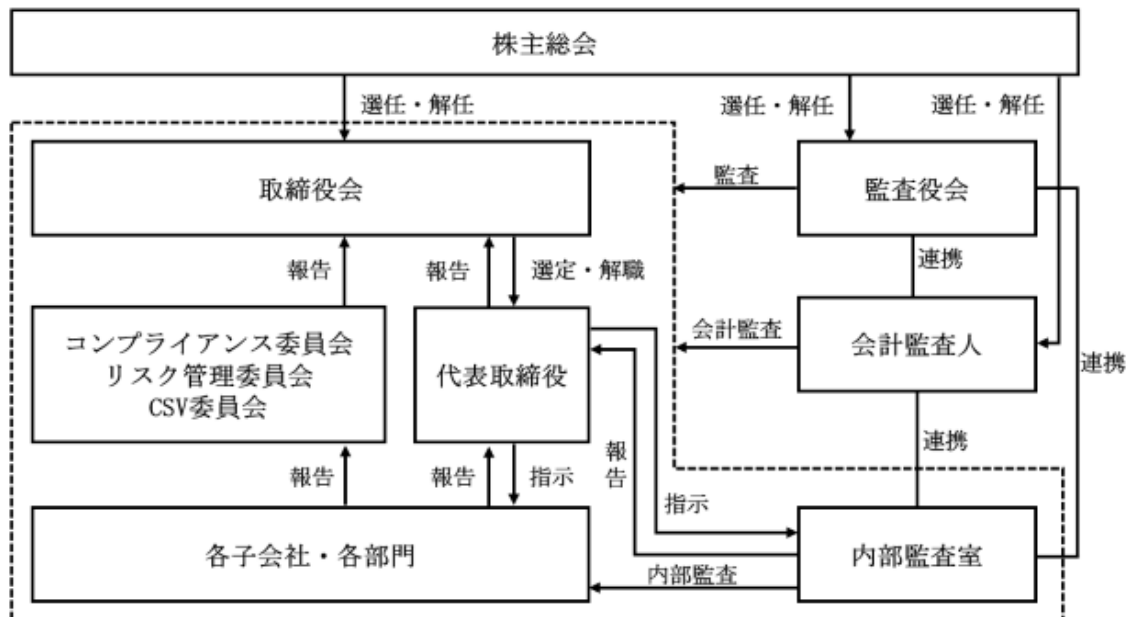 株主総会
選任・解任
選任・解任
選任・解任
取締役会
監査
監査役会
報告
報告
選定・解職
連携
コンプライアンス委員会
リスク管理委員会
CSV委員会
代表取締役
会計監査
会計監査人
連携
報告
報告
指示
報告
指示
連携
各子会社・各部門
内部監査
内部監査室